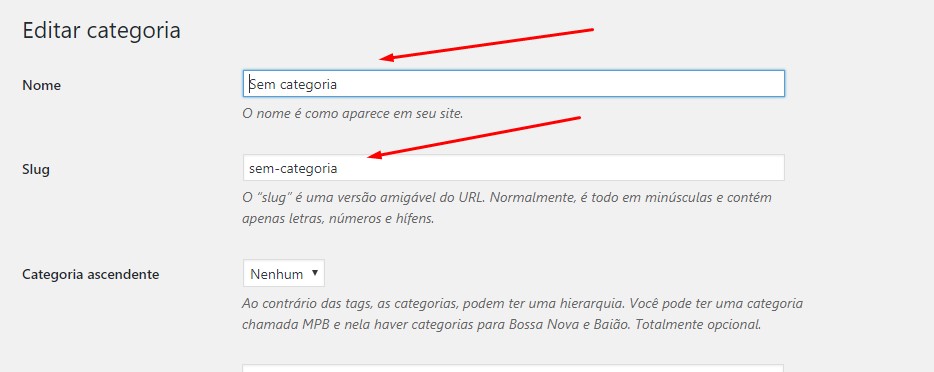 Editar categoria
Nome
Sem categoria
O nome é como aparece em seu site.
Slug
sem-categoria
O “slug” é uma versão amigável do URL. Normalmente, é todo em minúsculas e contém
apenas letras, números e hífens.
Categoria ascendente
Nenhum
Ao contrário das tags, as categorias, podem ter uma hierarquia. Você pode ter uma categoria
chamada MPB e nela haver categorias para Bossa Nova e Baião. Totalmente opcional.